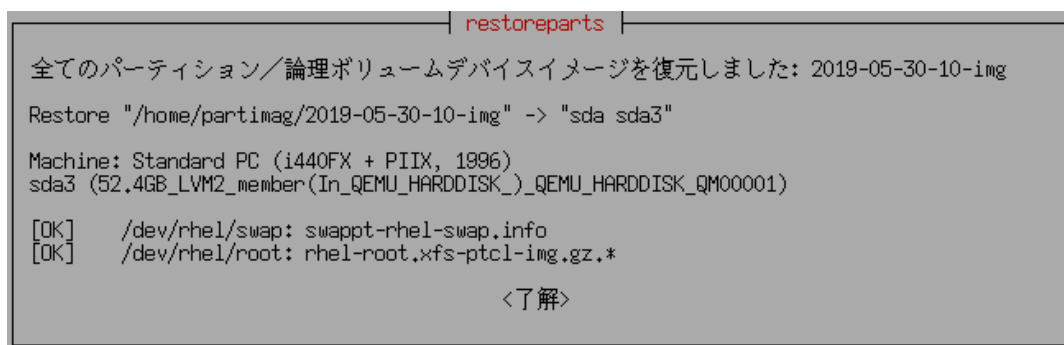 restoreparts
全てのパーティション／論理ボリュームデバイスイメージを復元しました: 2019-05-30-10-img
Restore "/home/partimag/2019-05-30-10-img" -> "sda sda3"
Machine: Standard PC (i440FX + PIIX, 1996)
sda3 (52.4GB_LVM2_member(In_QEMU_HARDDISK_)_QEMU_HARDDISK_QM00001)
[OK]    /dev/rhel/swap: swappt-rhel-swap.info
[OK]    /dev/rhel/root: rhel-root.xfs-ptcl-img.gz.*
<了解>